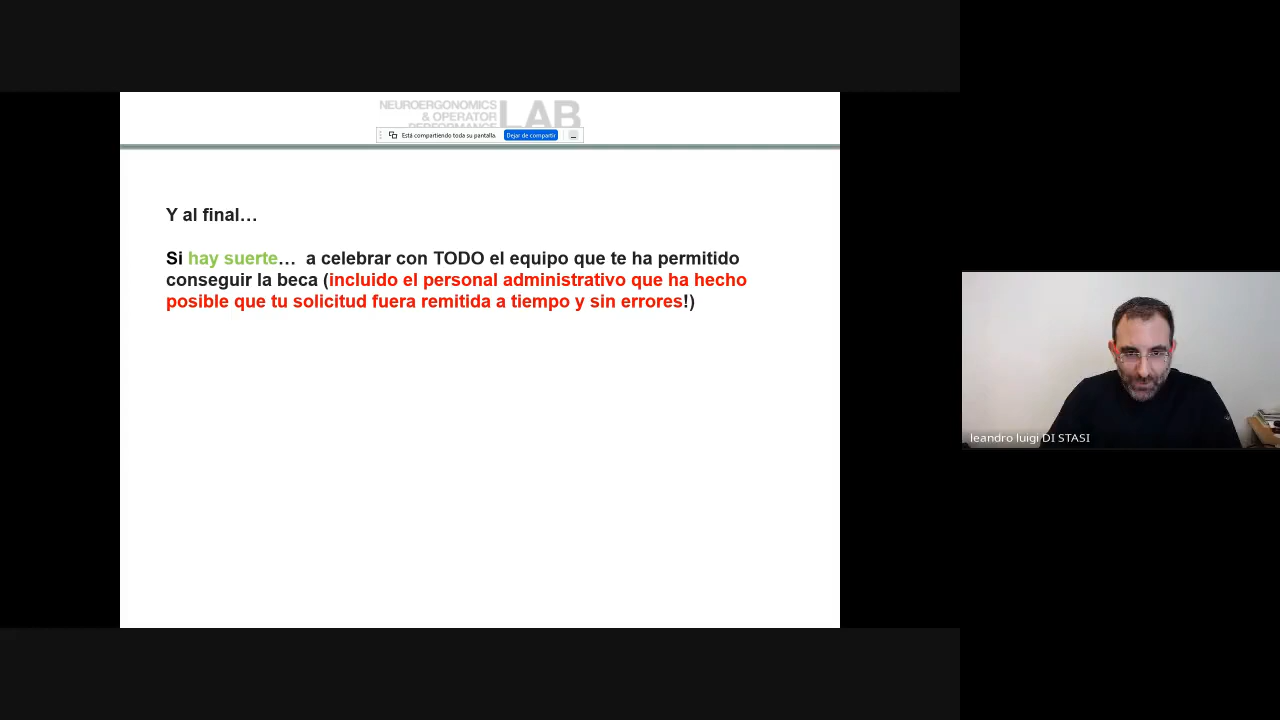 NEUROERGONOMICS
& OPERATOR
PERFORMANCE
LAB
Está compartiendo toda su pantalla.
Dejar de compartir
Y al final…
Si hay suerte… a celebrar con TODO el equipo que te ha permitido
conseguir la beca (incluido el personal administrativo que ha hecho
posible que tu solicitud fuera remitida a tiempo y sin errores!)
leandro luigi DI STASI